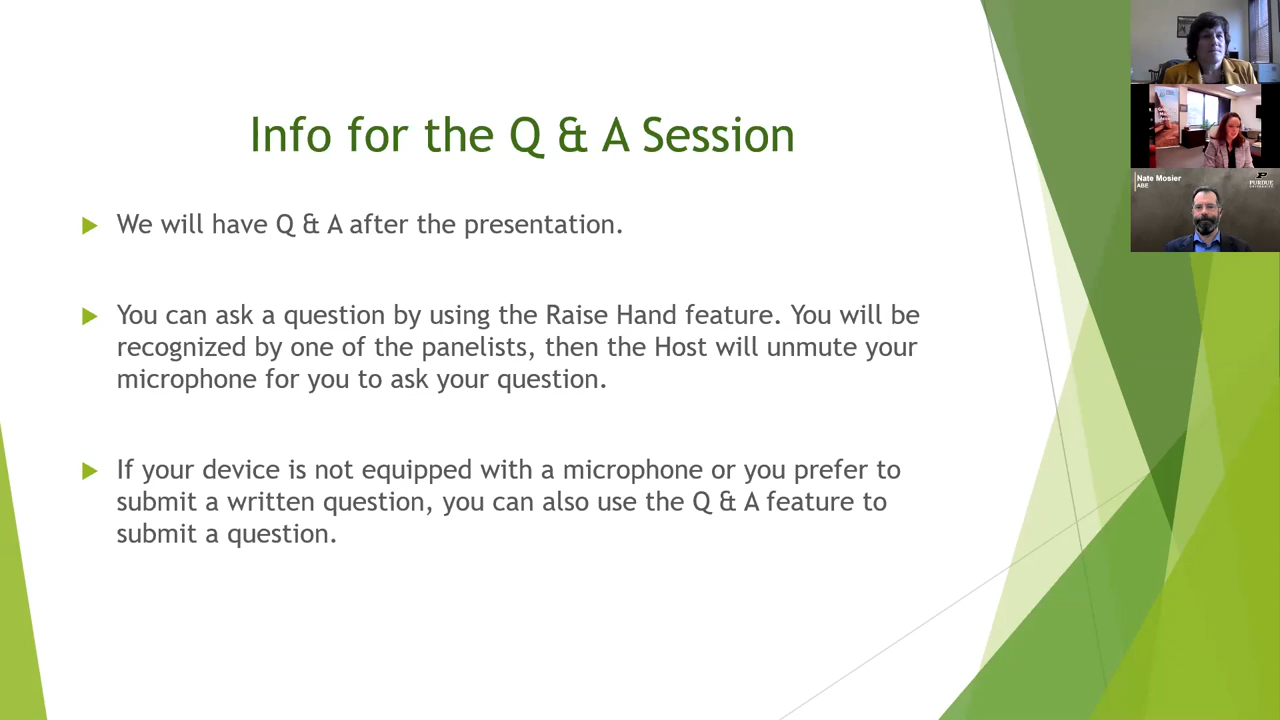 Info for the Q & A Session
We will have Q & A after the presentation.
You can ask a question by using the Raise Hand feature. You will be
recognized by one of the panelists, then the Host will unmute your
microphone for you to ask your question.
If your device is not equipped with a microphone or you prefer to
submit a written question, you can also use the Q & A feature to
submit a question.
Nate Mosier
ABE
PURDUE
UNIVERSITY